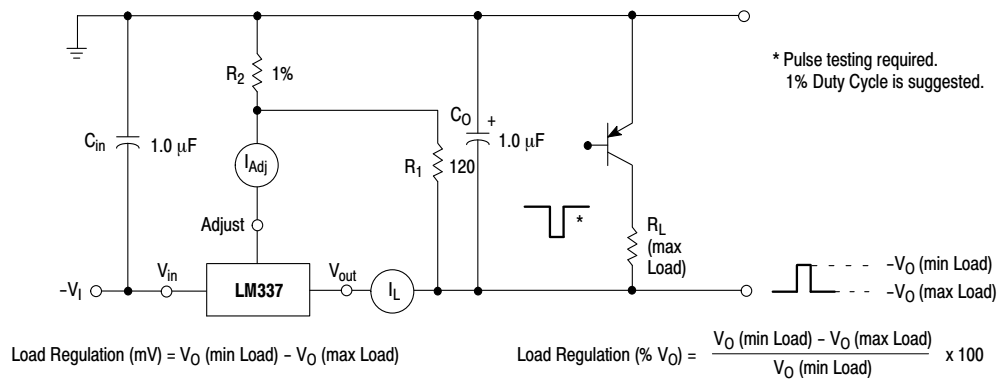 * Pulse testing required.
1% Duty Cycle is suggested.
R2
1%
CO
+
1.0 μF
Cin
1.0 μF
IAdj
R1
120
Adjust
*
RL
(max
Load)
–VI
Vin
LM337
Vout
IL
–VO (min Load)
–VO (max Load)
Load Regulation (mV) = VO (min Load) – VO (max Load)
Load Regulation (% VO) = VO (min Load) – VO (max Load)
VO (min Load)
x 100